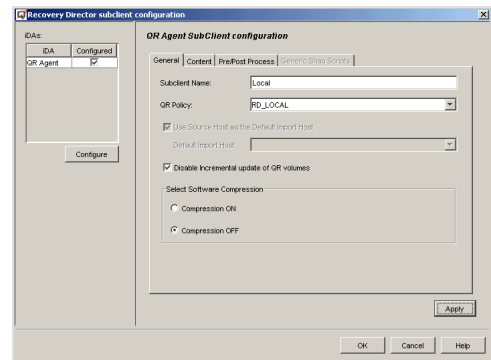 Recovery Director subclient configuration
iDAs:
iDA Configured
QR Agent
Configure
QR Agent SubClient configuration
General Content Pre/Post Process Generic Snap Scripts
Subclient Name: Local
QR Policy: RD_LOCAL
Use Source Host as the Default Import Host
Default Import Host:
Disable Incremental update of QR volumes
Select Software Compression
Compression ON
Compression OFF
Apply
OK Cancel Help